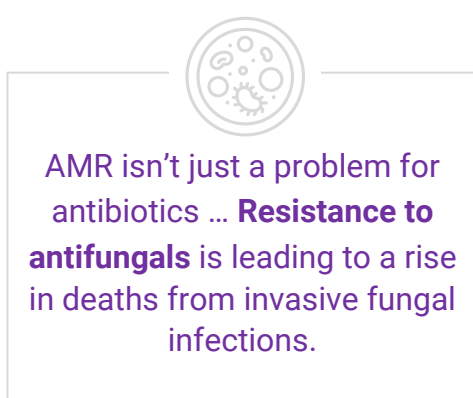 AMR isn’t just a problem for
antibiotics … Resistance to
antifungals is leading to a rise
in deaths from invasive fungal
infections.